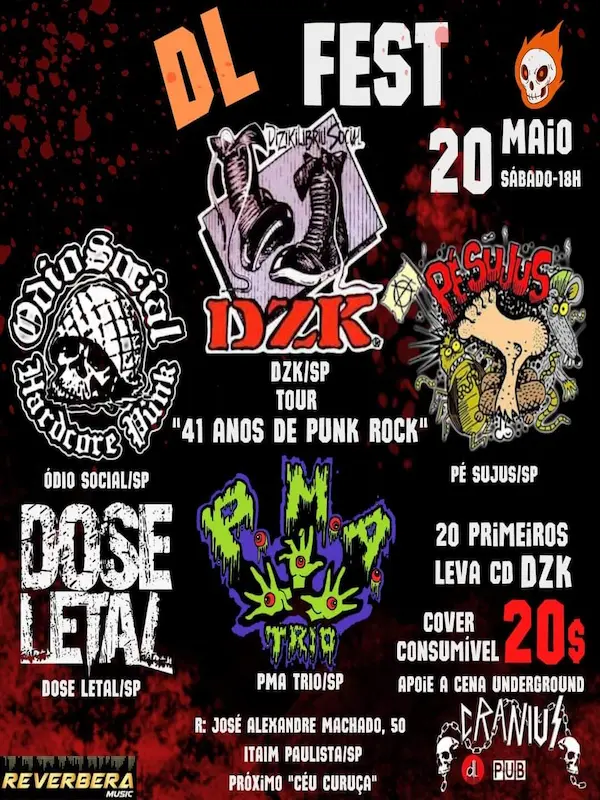 DL FEST
20 MAIO
SÁBADO-18H
DIZIKILIBRIU SOCIAL
DZK
DZK/SP
TOUR
"41 ANOS DE PUNK ROCK"
Odio Social
Hardcore Punk
ÓDIO SOCIAL/SP
PÉ SUJUS
PÉ SUJUS/SP
DOSE
LETAL
DOSE LETAL/SP
P.M.A
TRIO
PMA TRIO/SP
20 PRIMEIROS
LEVA CD DZK
COVER
CONSUMÍVEL 20$
APOIE A CENA UNDERGROUND
CRANIUS
dl PUB
R: JOSÉ ALEXANDRE MACHADO, 50
ITAIM PAULISTA/SP
PRÓXIMO "CÉU CURUÇA"
REVERBERA
MUSIC